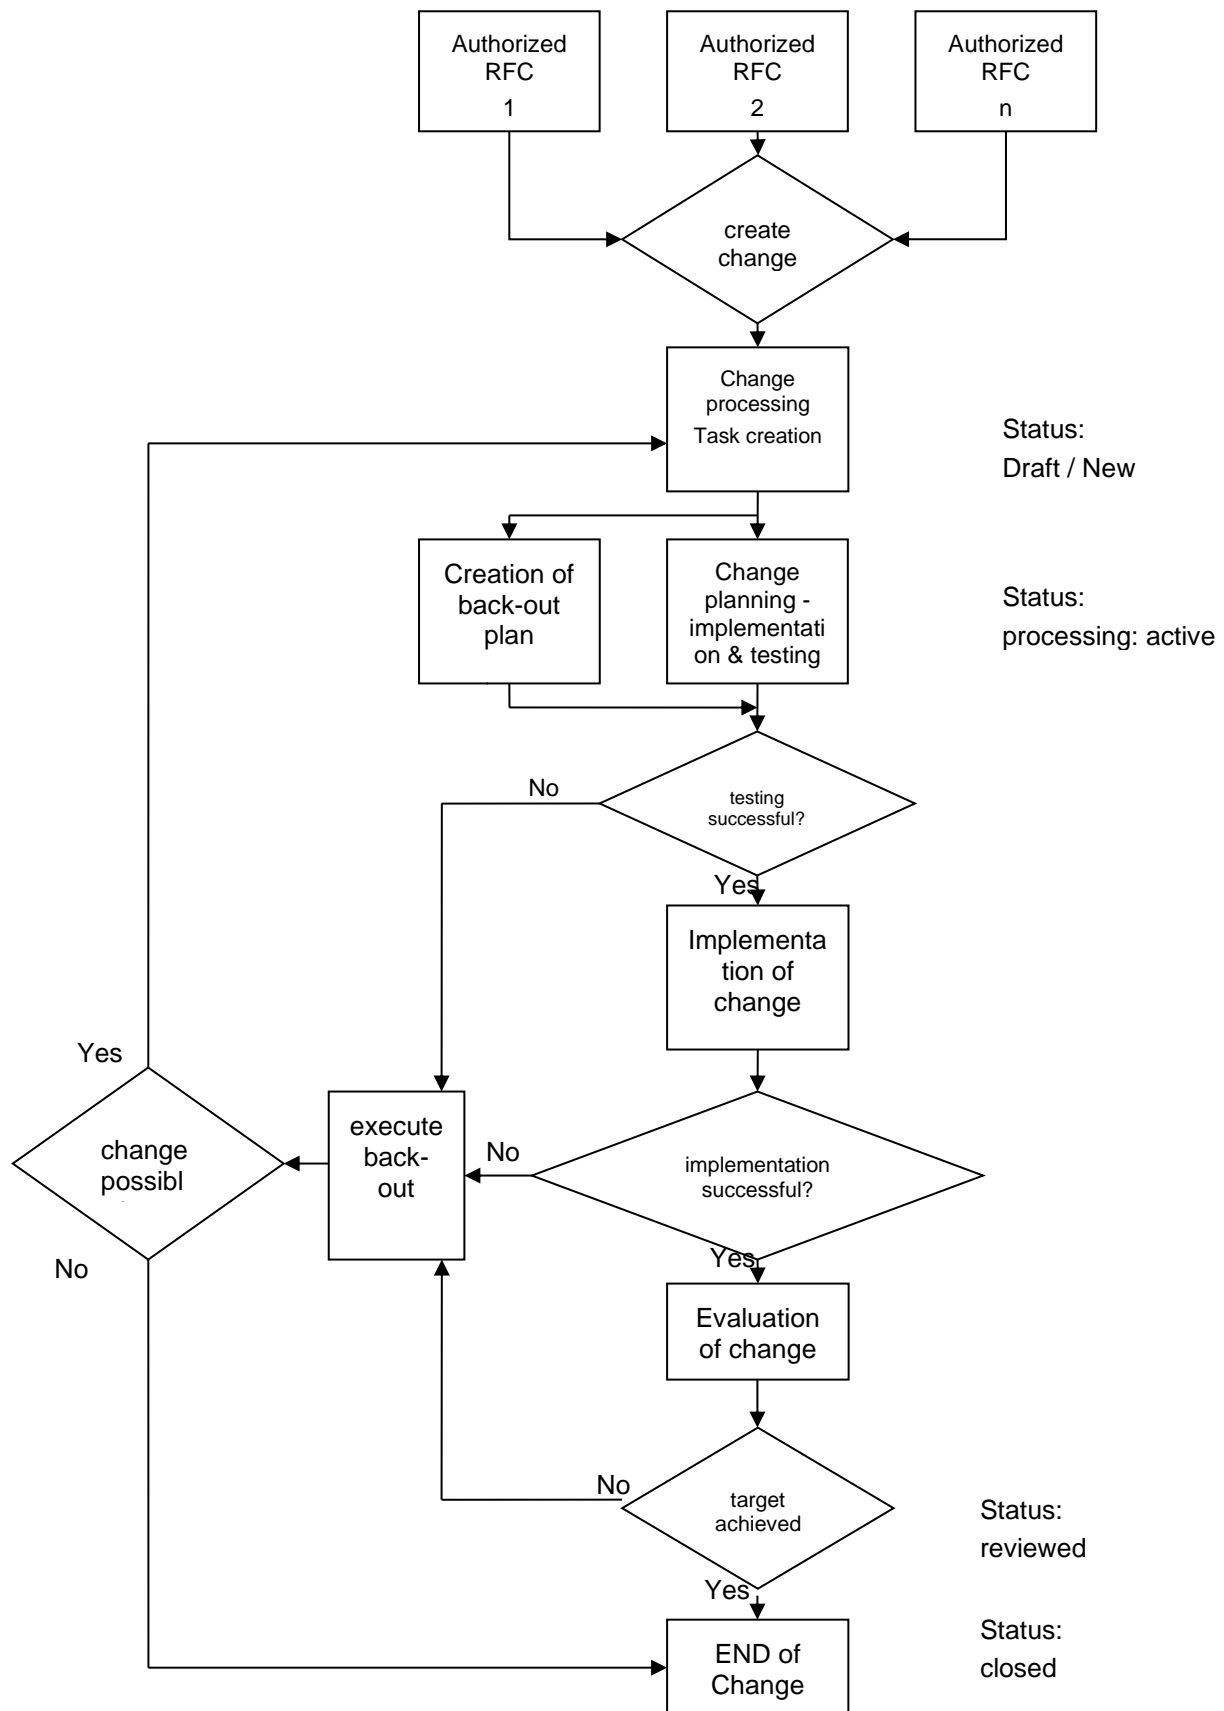 Authorized
RFC
1
Authorized
RFC
2
Authorized
RFC
n
create
change
Change
processing
Task creation
Status:
Draft / New
Creation of
back-out
plan
Change
planning -
implementati
on & testing
Status:
processing: active
No
testing
successful?
Yes
Implementa
tion of
change
Yes
change
possibl
No
execute
back-
out
No
implementation
successful?
Yes
Evaluation
of change
No
target
achieved
Status:
reviewed
Yes
END of
Change
Status:
closed